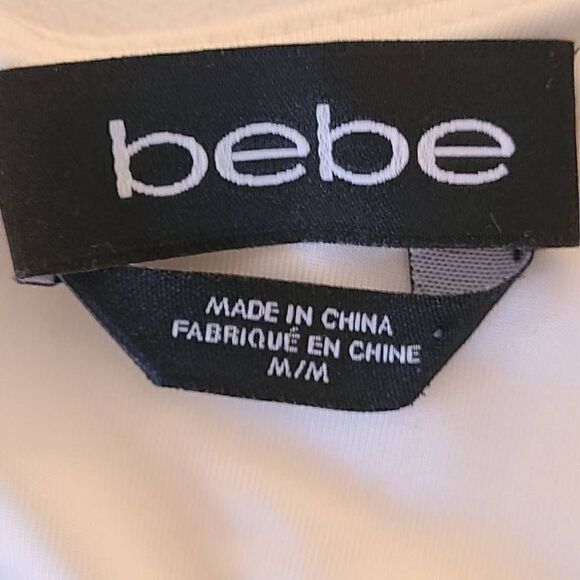 bebe
MADE IN CHINA
FABRIQUÉ EN CHINE
M/M